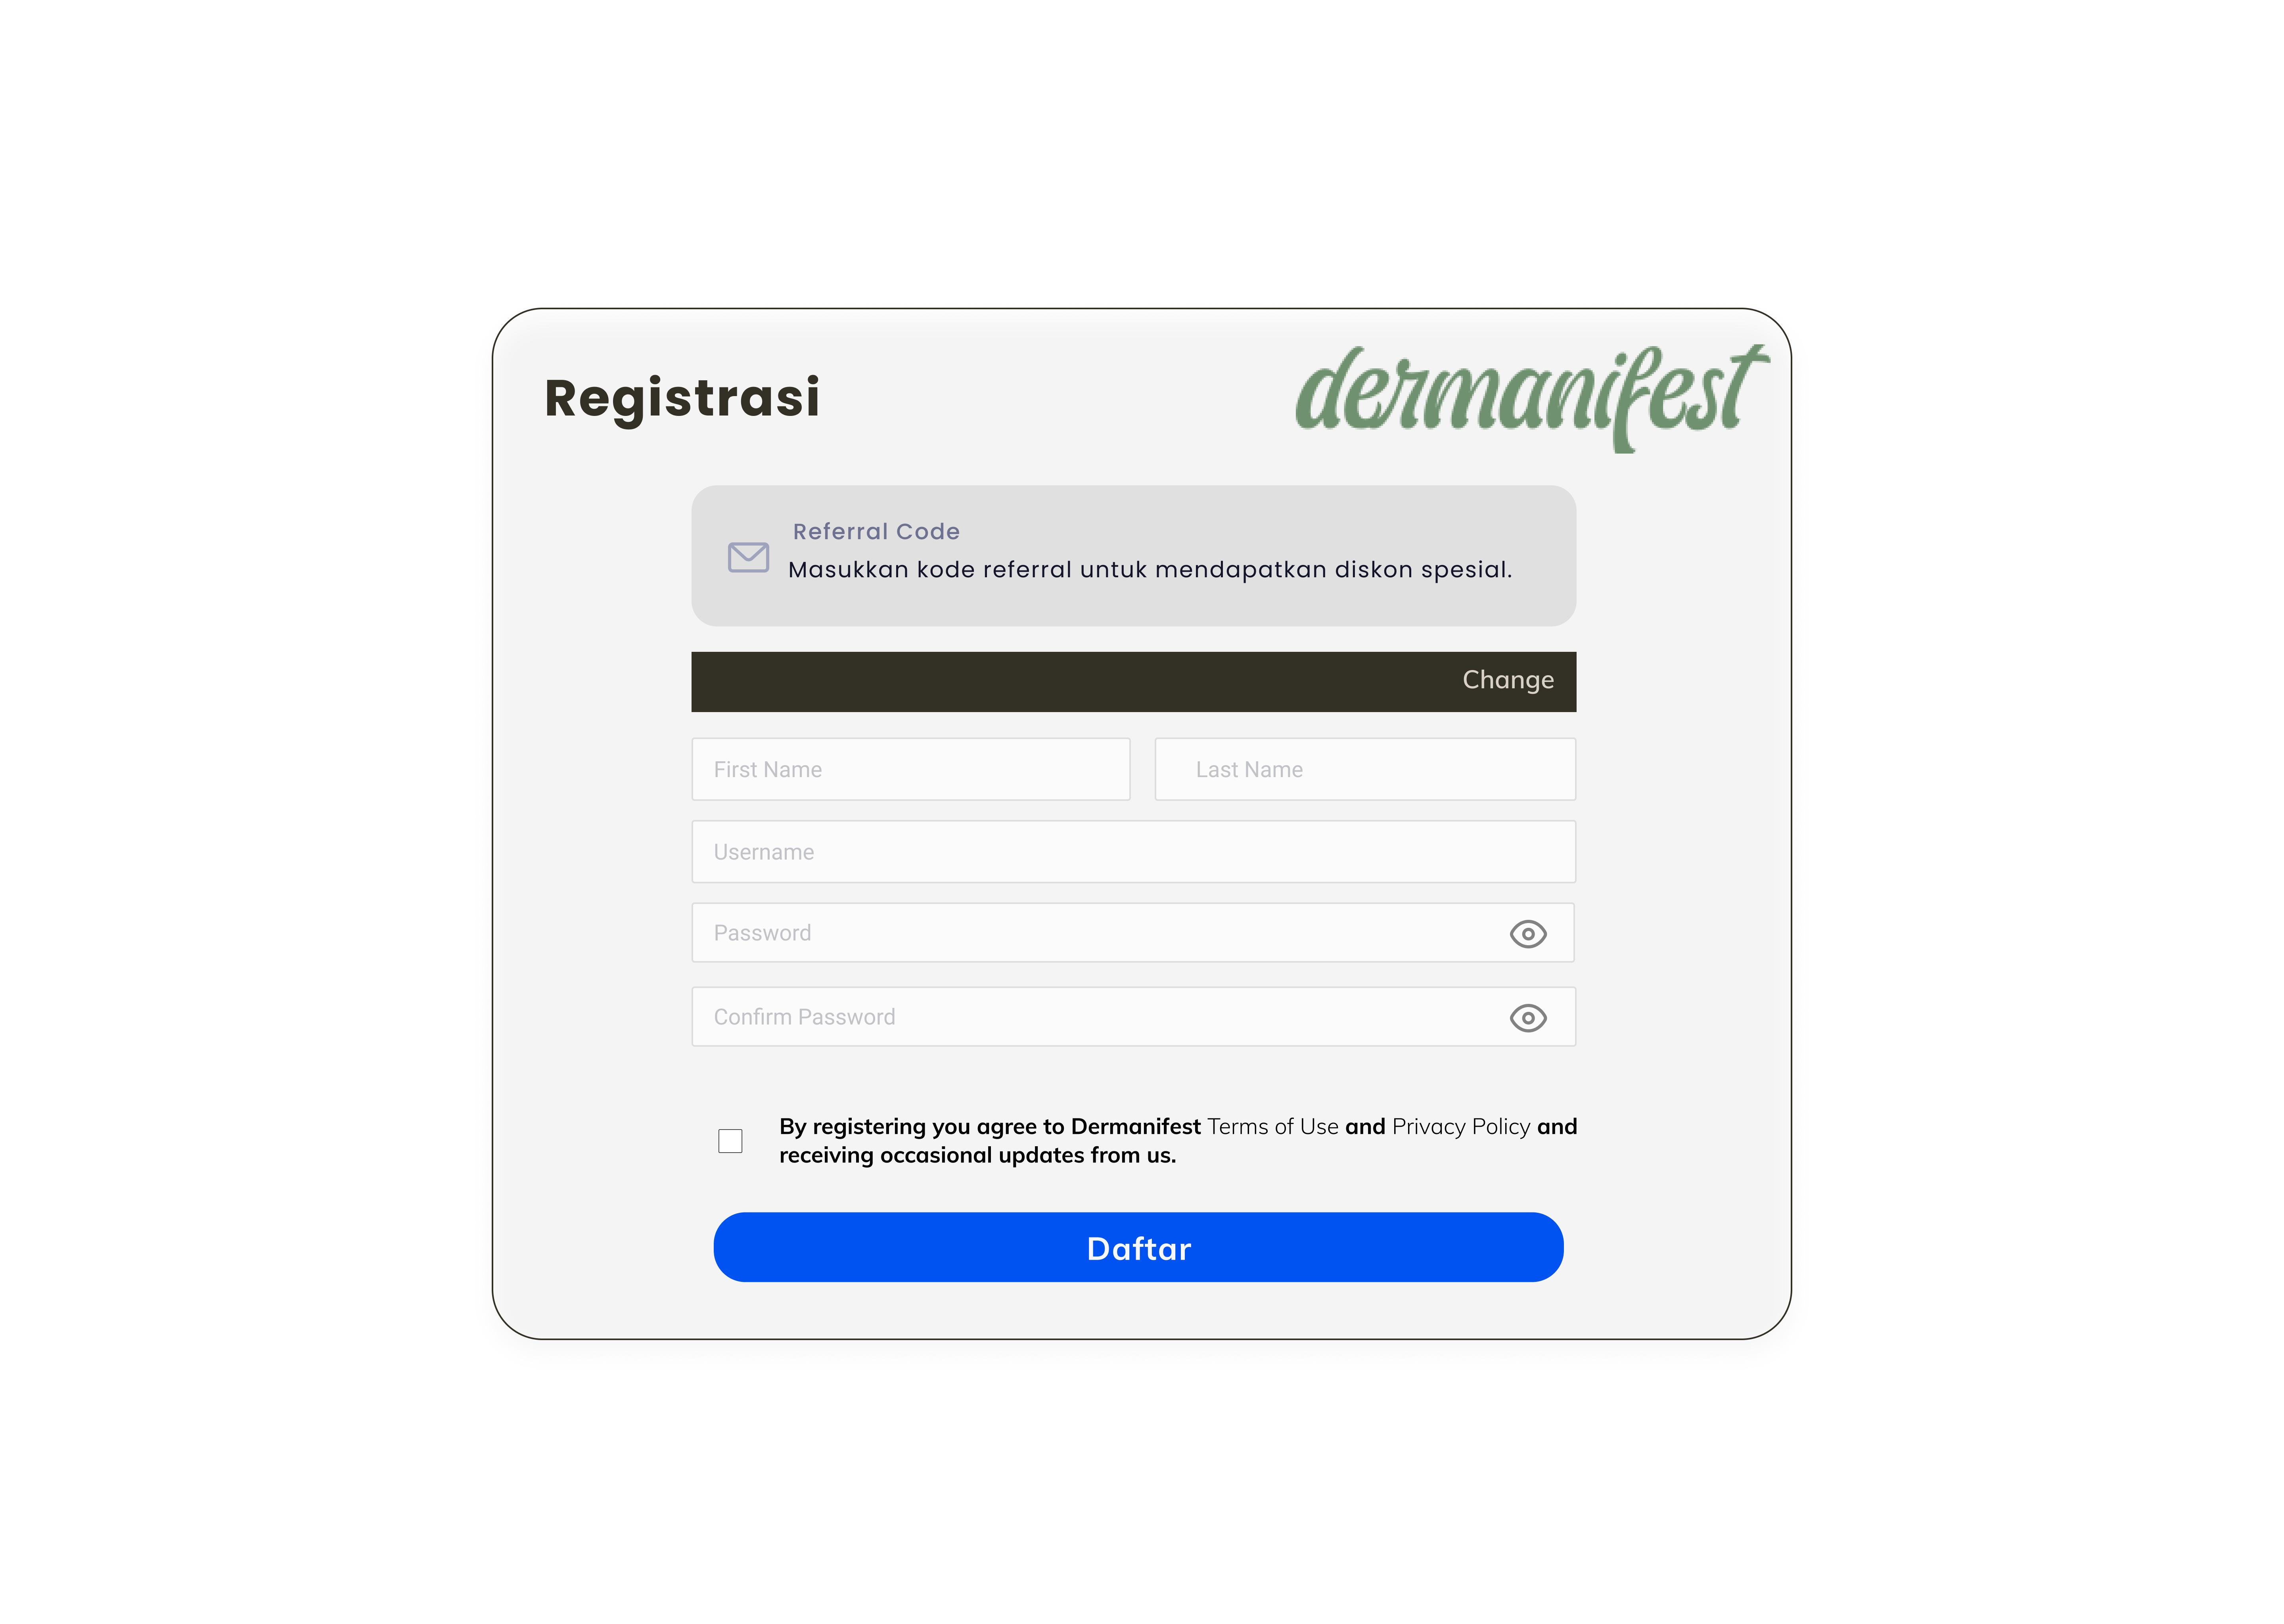 Registrasi
dermanifest
Referral Code
Masukkan kode referral untuk mendapatkan diskon spesial.
Change
First Name
Last Name
Username
Password
Confirm Password
By registering you agree to Dermanifest Terms of Use and Privacy Policy and
receiving occasional updates from us.
Daftar